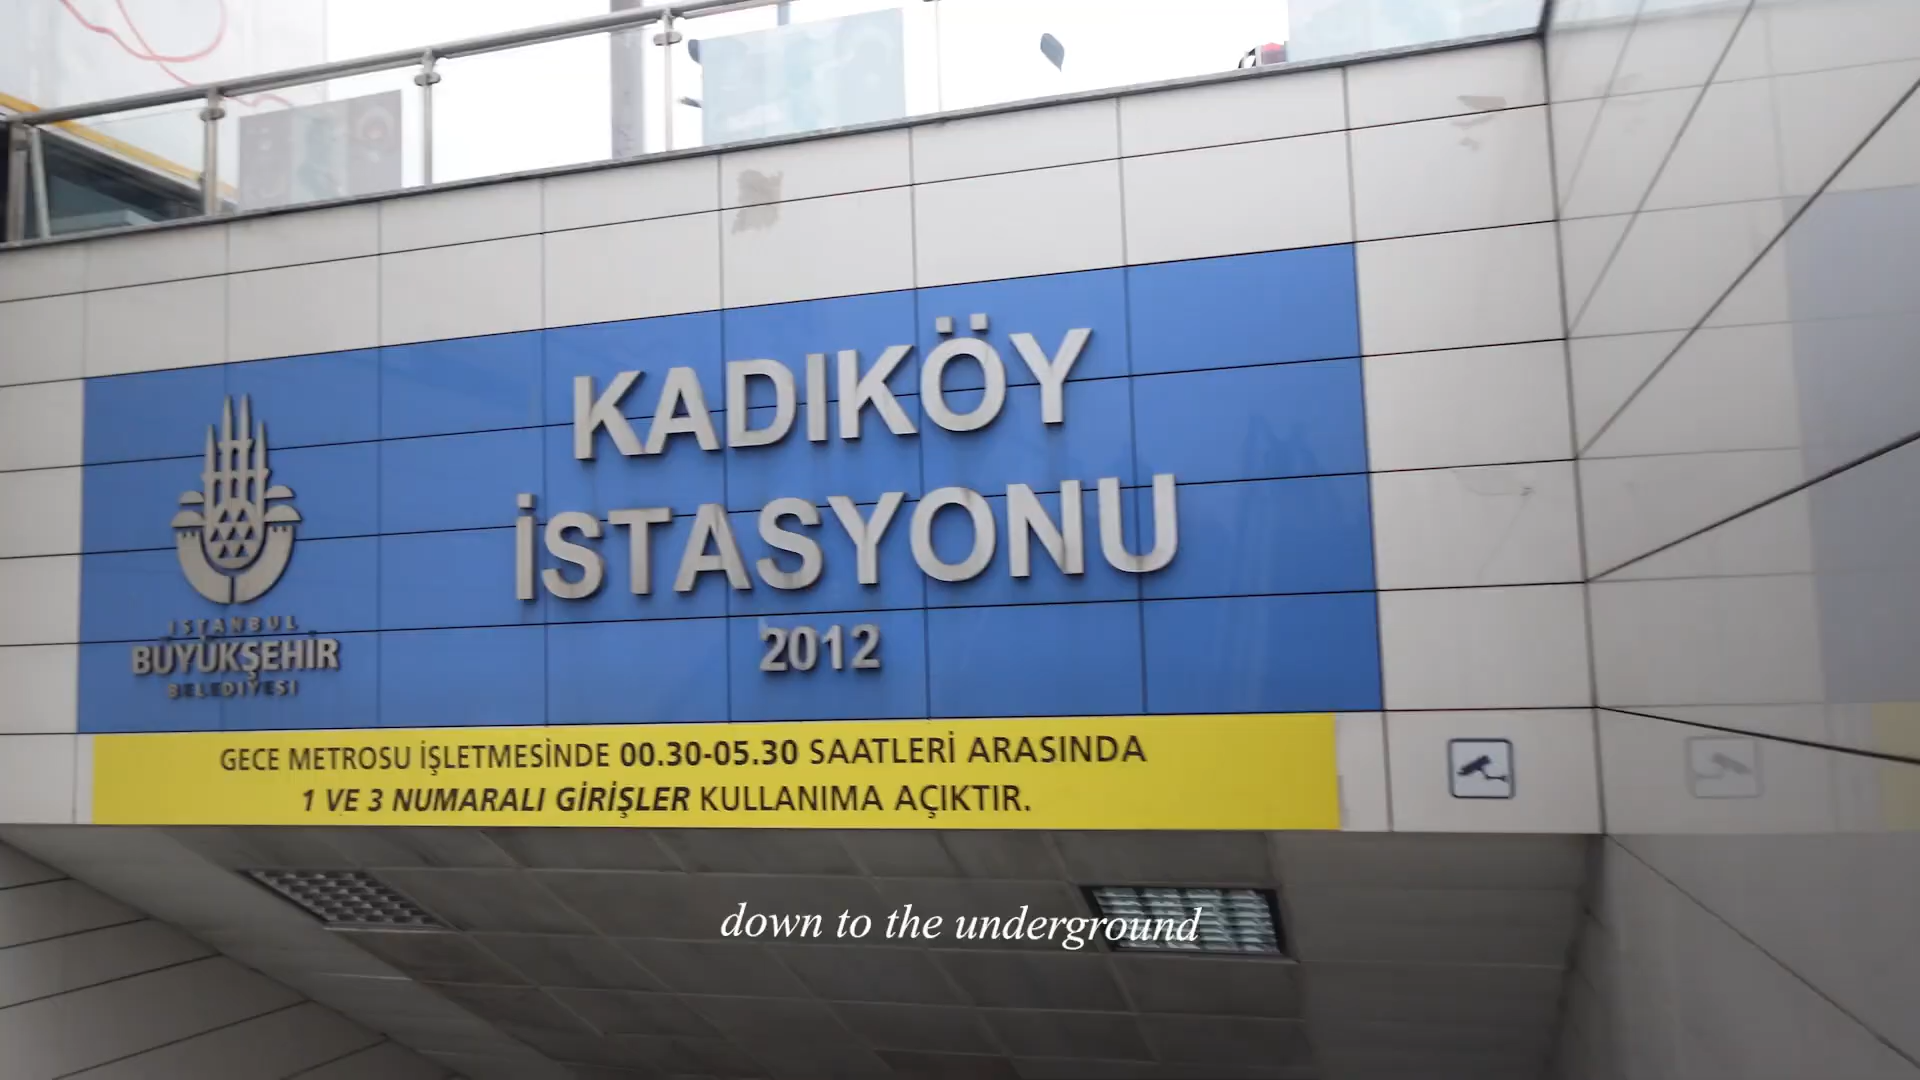 KADIKÖY
İSTASYONU
2012
İSTANBUL
BÜYÜKŞEHİR
BELEDİYESİ
GECE METROSU İŞLETMESİNDE 00.30-05.30 SAATLERİ ARASINDA
1 VE 3 NUMARALI GİRİŞLER KULLANIMA AÇIKTIR.
down to the underground